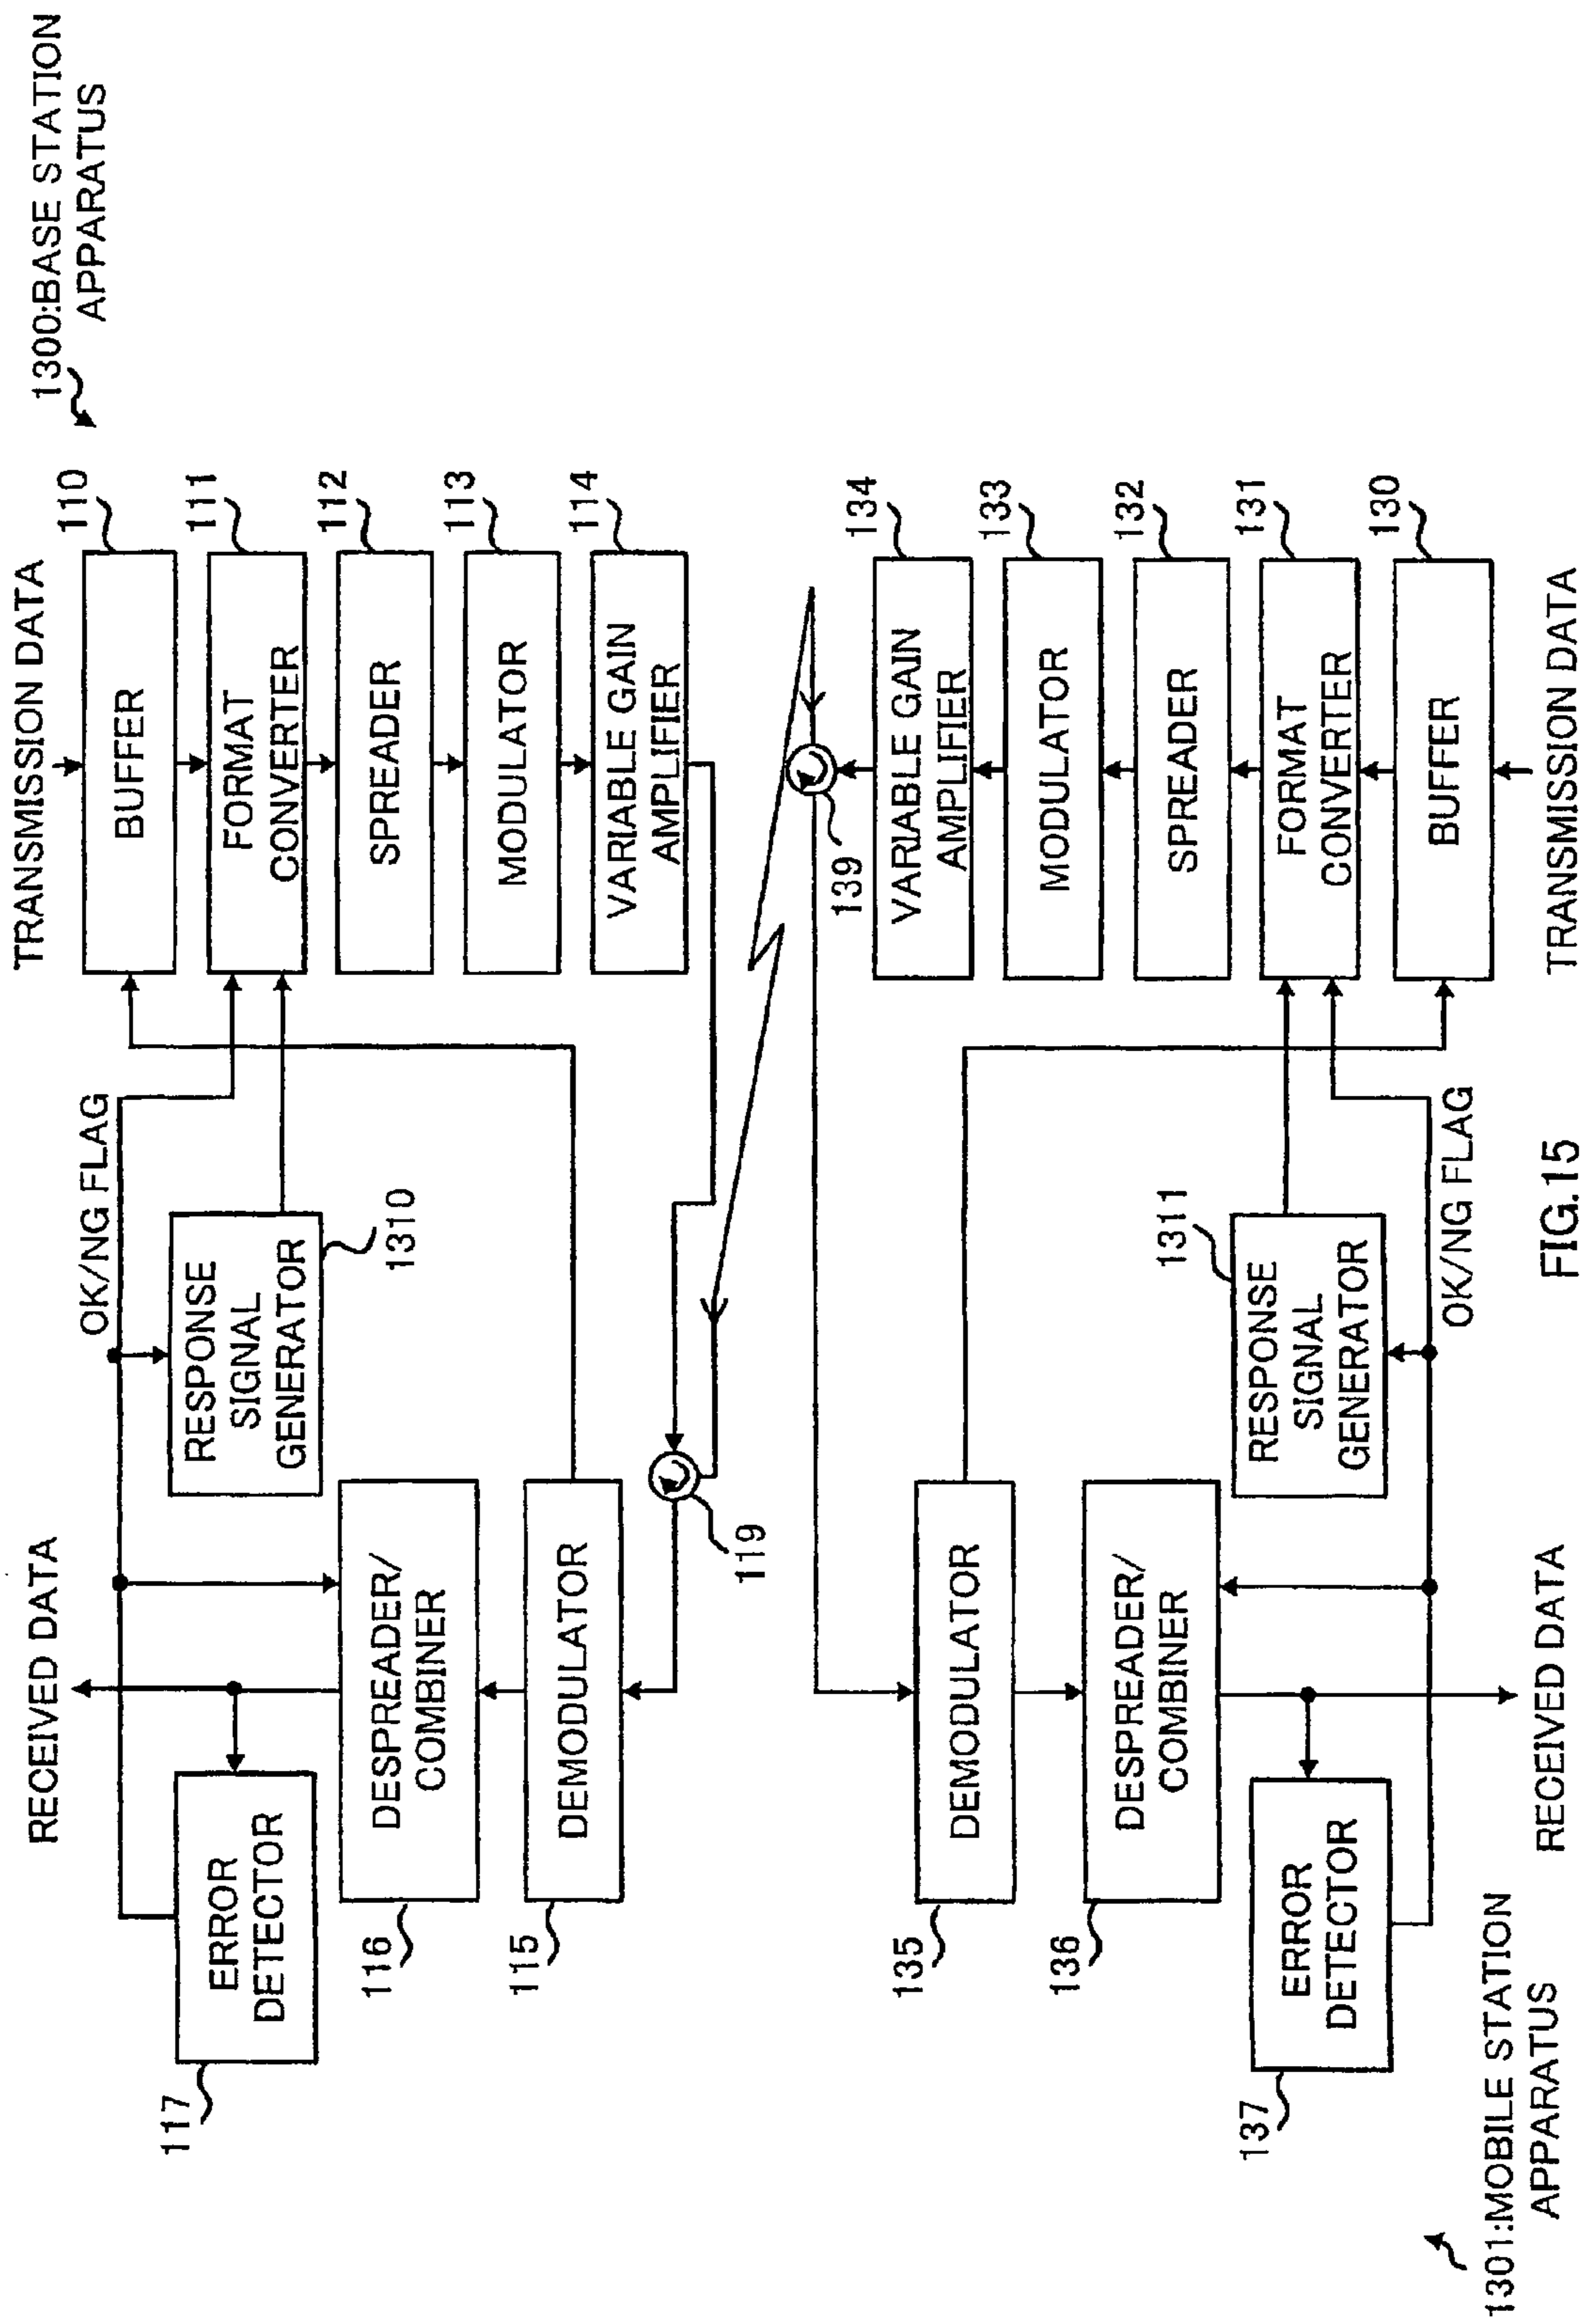 1300:BASE STATION
APPARATUS
RECEIVED DATA
TRANSMISSION DATA
OK/NG FLAG
117
ERROR
DETECTOR
RESPONSE
SIGNAL
GENERATOR
1310
BUFFER
110
FORMAT
CONVERTER
111
116
DESPREADER/
COMBINER
SPREADER
112
115
DEMODULATOR
MODULATOR
113
119
VARIABLE GAIN
AMPLIFIER
114
139
135
DEMODULATOR
VARIABLE GAIN
AMPLIFIER
134
136
DESPREADER/
COMBINER
MODULATOR
133
SPREADER
132
137
ERROR
DETECTOR
1311
RESPONSE
SIGNAL
GENERATOR
FORMAT
CONVERTER
131
BUFFER
130
OK/NG FLAG
1301:MOBILE STATION
APPARATUS
RECEIVED DATA
TRANSMISSION DATA
FIG.15